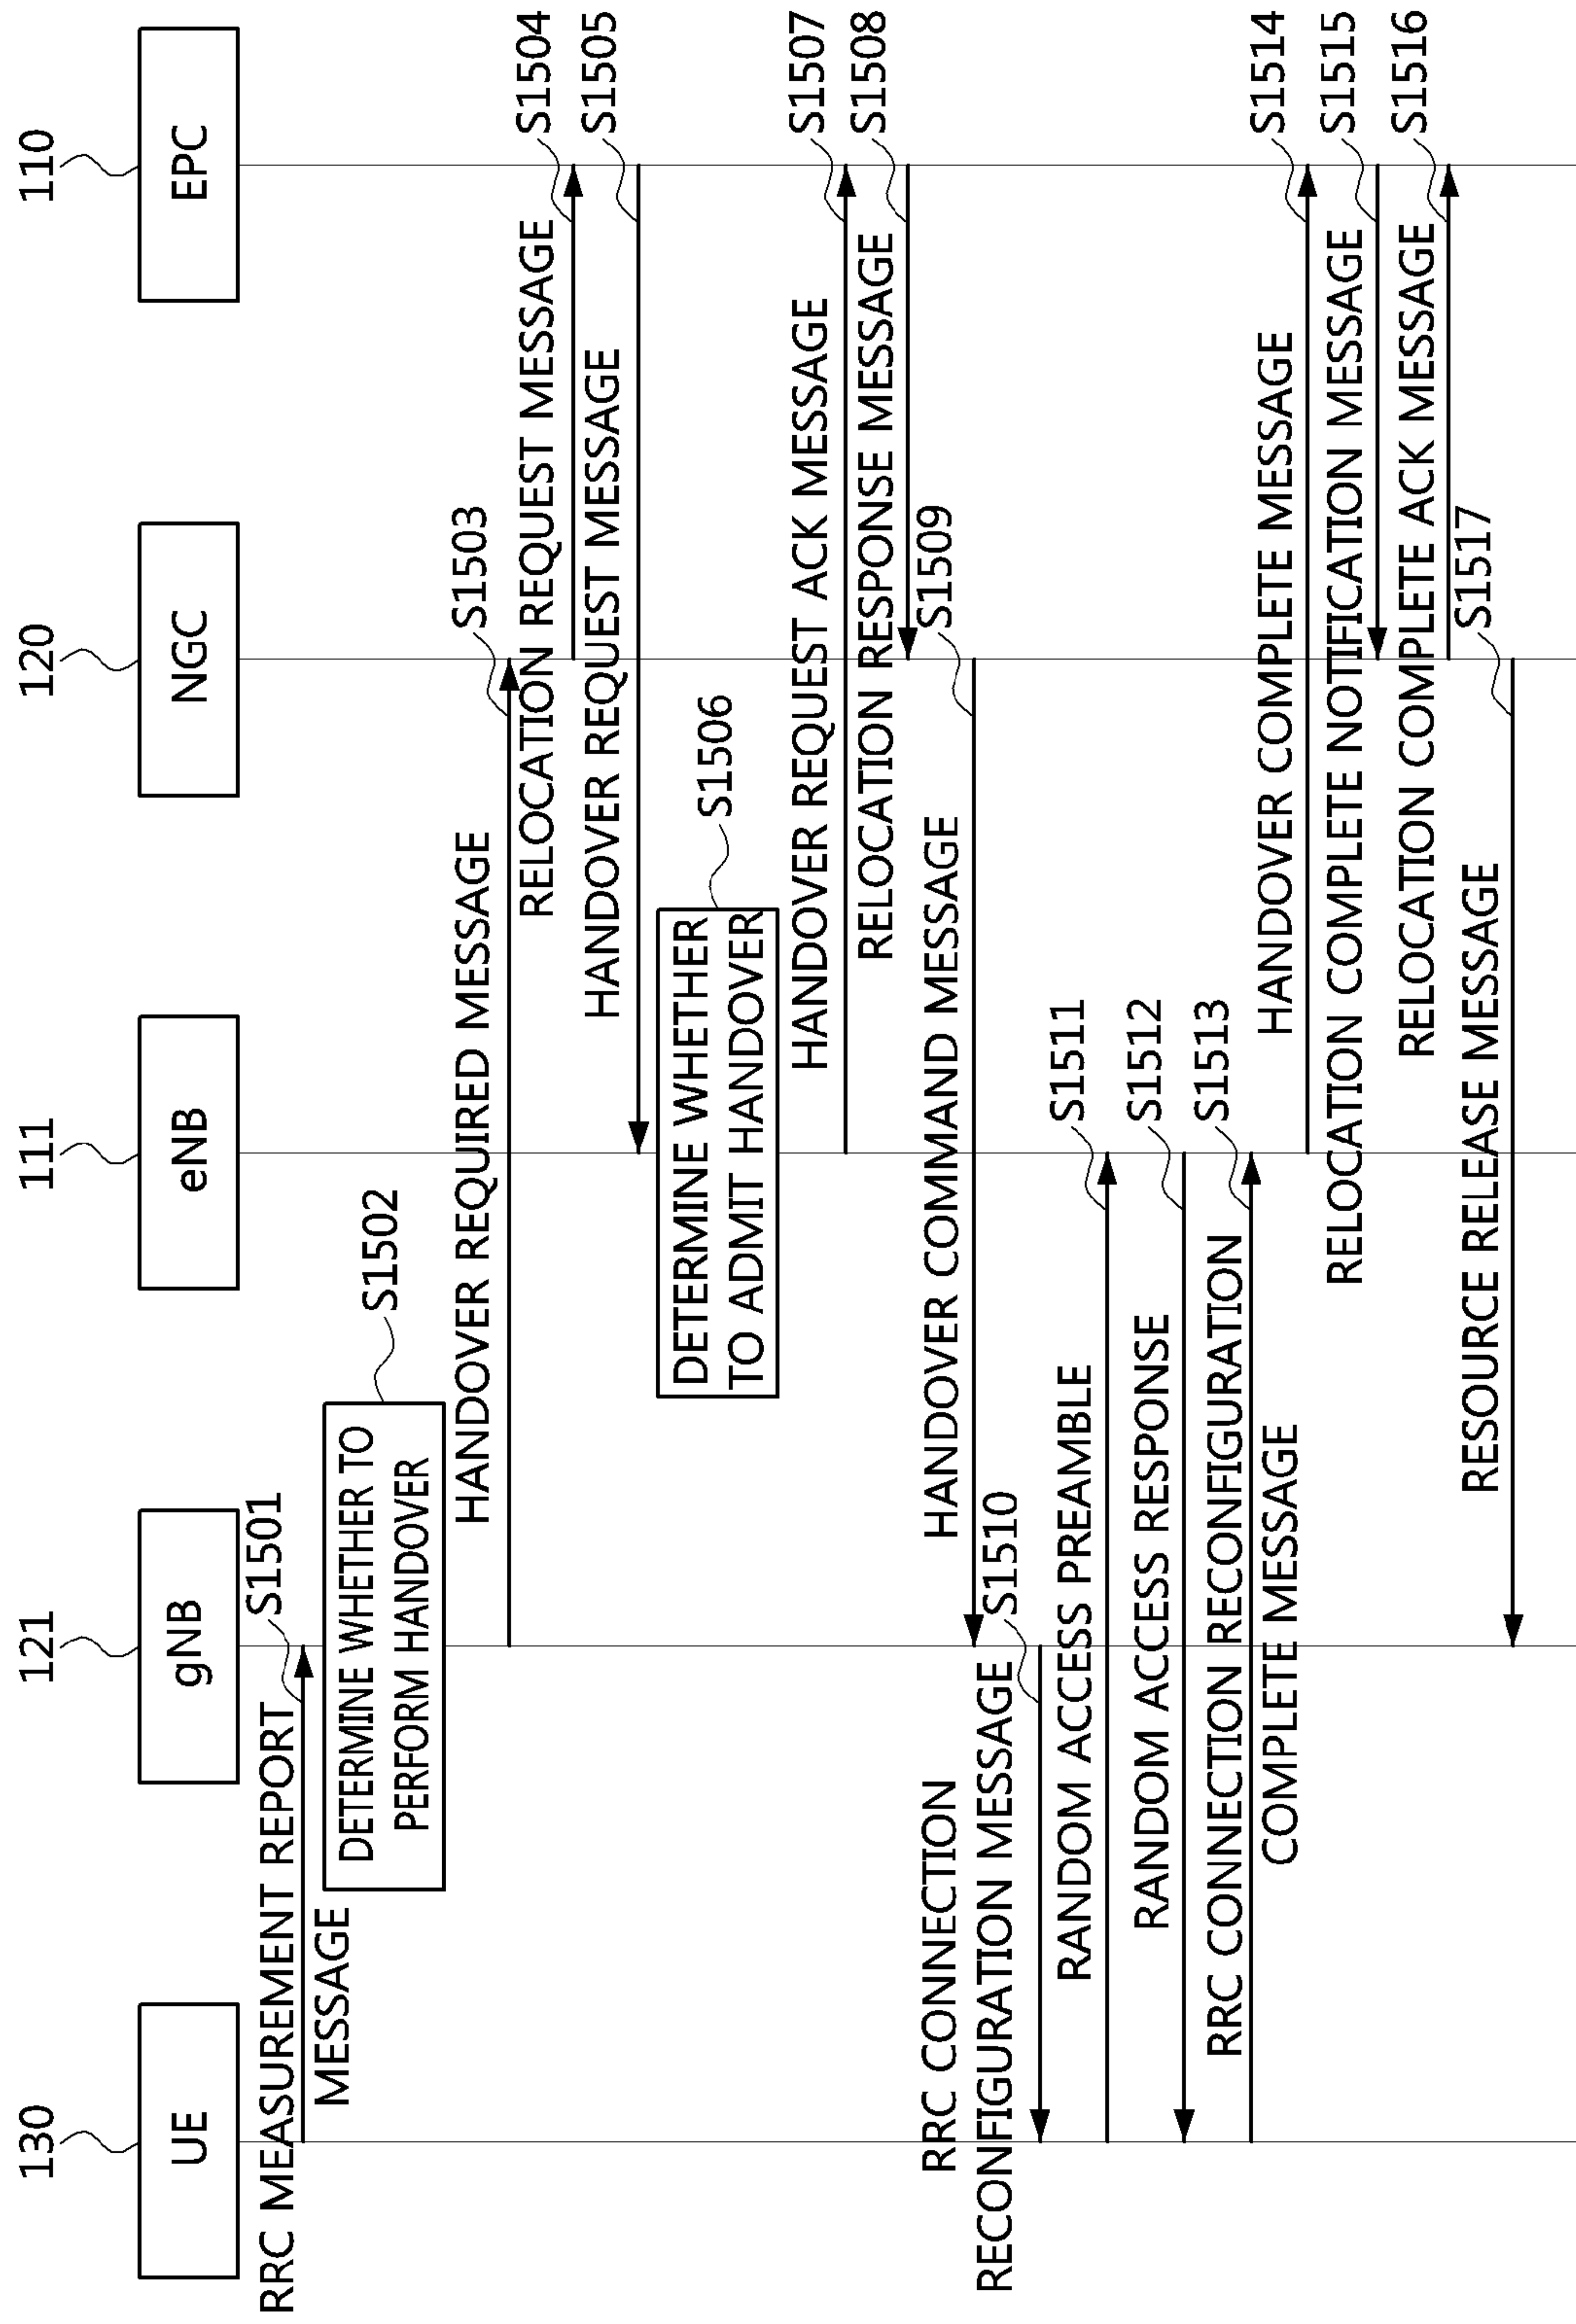 130
121
111
120
110
UE
gNB
eNB
NGC
EPC
S1501
RRC MEASUREMENT REPORT
MESSAGE
S1502
DETERMINE WHETHER TO
PERFORM HANDOVER
S1503
HANDOVER REQUIRED MESSAGE
S1504
RELOCATION REQUEST MESSAGE
S1505
HANDOVER REQUEST MESSAGE
S1506
DETERMINE WHETHER
TO ADMIT HANDOVER
S1507
HANDOVER REQUEST ACK MESSAGE
S1508
RELOCATION RESPONSE MESSAGE
S1509
HANDOVER COMMAND MESSAGE
RRC CONNECTION
RECONFIGURATION MESSAGE
S1510
RANDOM ACCESS PREAMBLE
S1511
RANDOM ACCESS RESPONSE
S1512
RRC CONNECTION RECONFIGURATION
COMPLETE MESSAGE
S1513
HANDOVER COMPLETE MESSAGE
S1514
RELOCATION COMPLETE NOTIFICATION MESSAGE
S1515
RELOCATION COMPLETE ACK MESSAGE
S1516
RESOURCE RELEASE MESSAGE
S1517